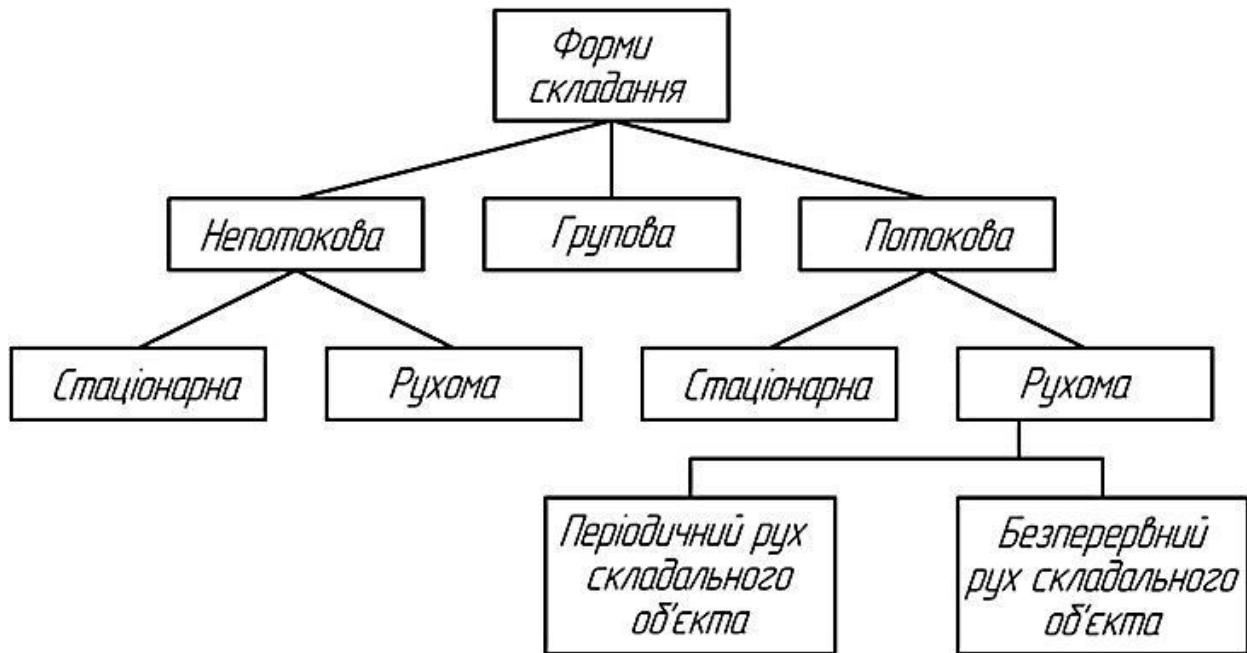 Форми
складання
Непотокова
Групова
Потокова
Стаціонарна
Рухома
Стаціонарна
Рухома
Періодичний рух
складального
об'єкта
Безперервний
рух складального
об'єкта